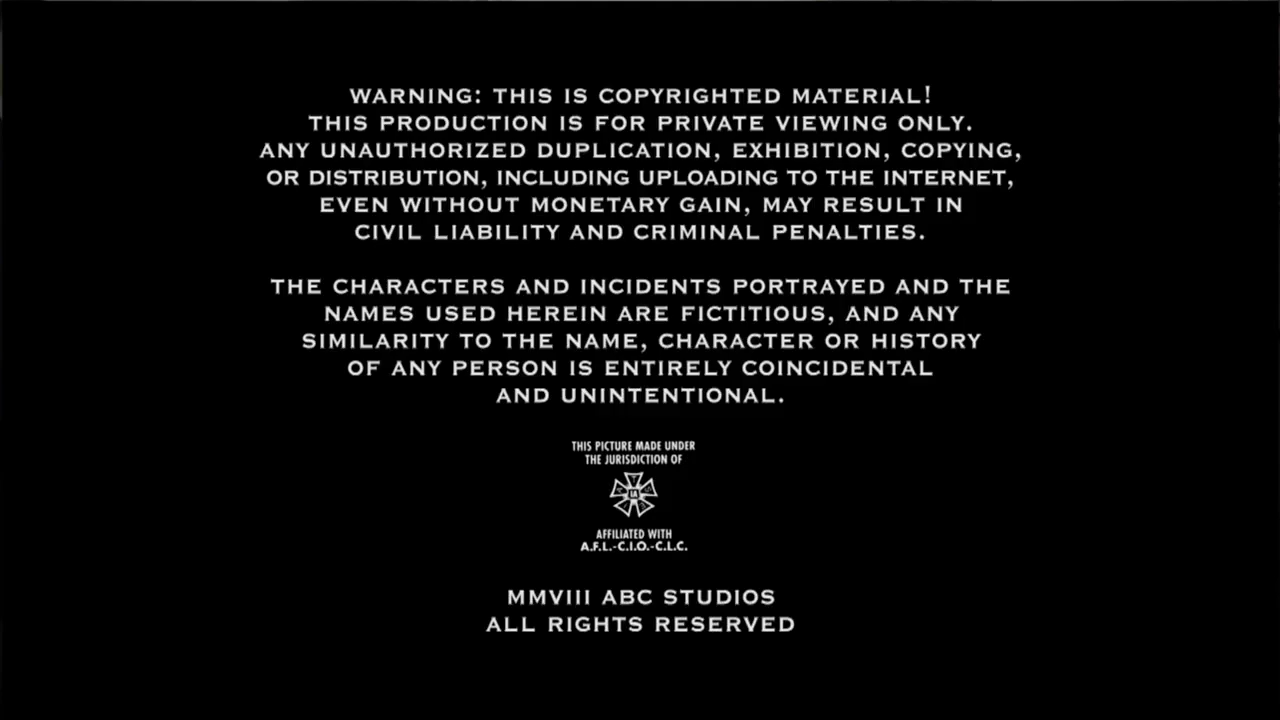 WARNING: THIS IS COPYRIGHTED MATERIAL!
THIS PRODUCTION IS FOR PRIVATE VIEWING ONLY.
ANY UNAUTHORIZED DUPLICATION, EXHIBITION, COPYING,
OR DISTRIBUTION, INCLUDING UPLOADING TO THE INTERNET,
EVEN WITHOUT MONETARY GAIN, MAY RESULT IN
CIVIL LIABILITY AND CRIMINAL PENALTIES.
THE CHARACTERS AND INCIDENTS PORTRAYED AND THE
NAMES USED HEREIN ARE FICTITIOUS, AND ANY
SIMILARITY TO THE NAME, CHARACTER OR HISTORY
OF ANY PERSON IS ENTIRELY COINCIDENTAL
AND UNINTENTIONAL.
THIS PICTURE MADE UNDER
THE JURISDICTION OF
IA
AFFILIATED WITH
A.F.L.-C.I.O.-C.L.C.
MMVIII ABC STUDIOS
ALL RIGHTS RESERVED